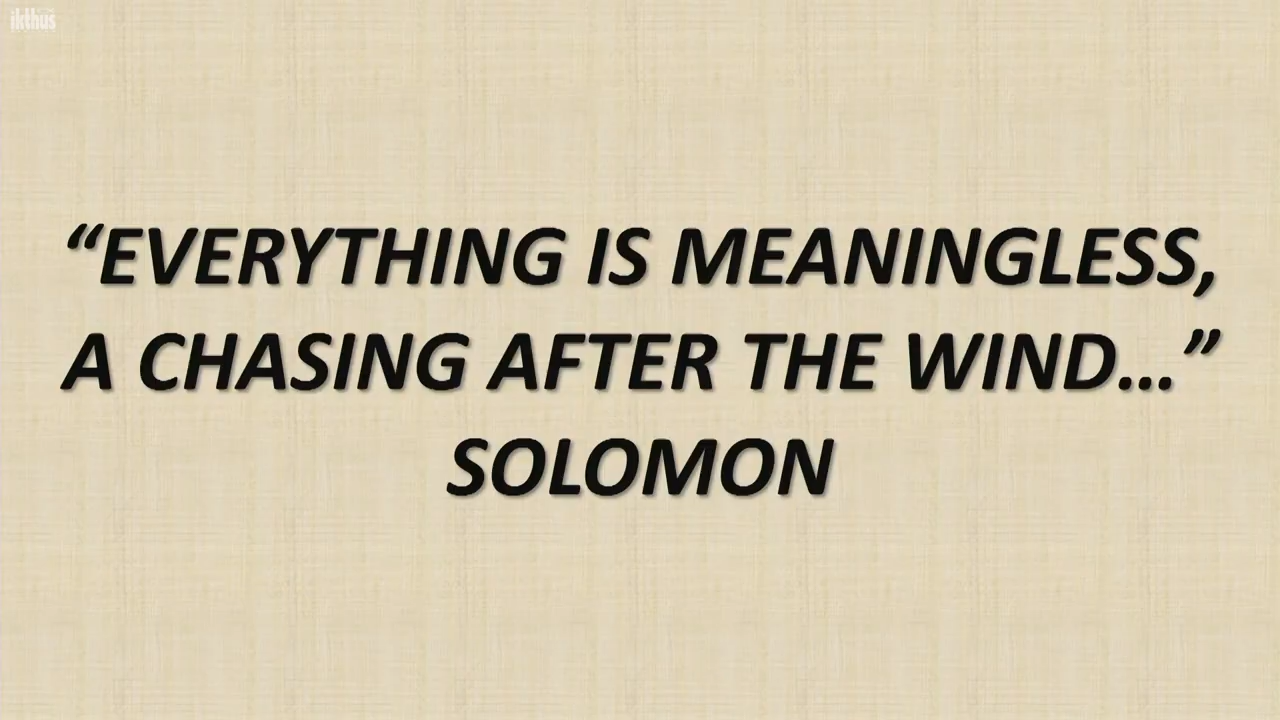 ikthus
“EVERYTHING IS MEANINGLESS,
A CHASING AFTER THE WIND...”
SOLOMON